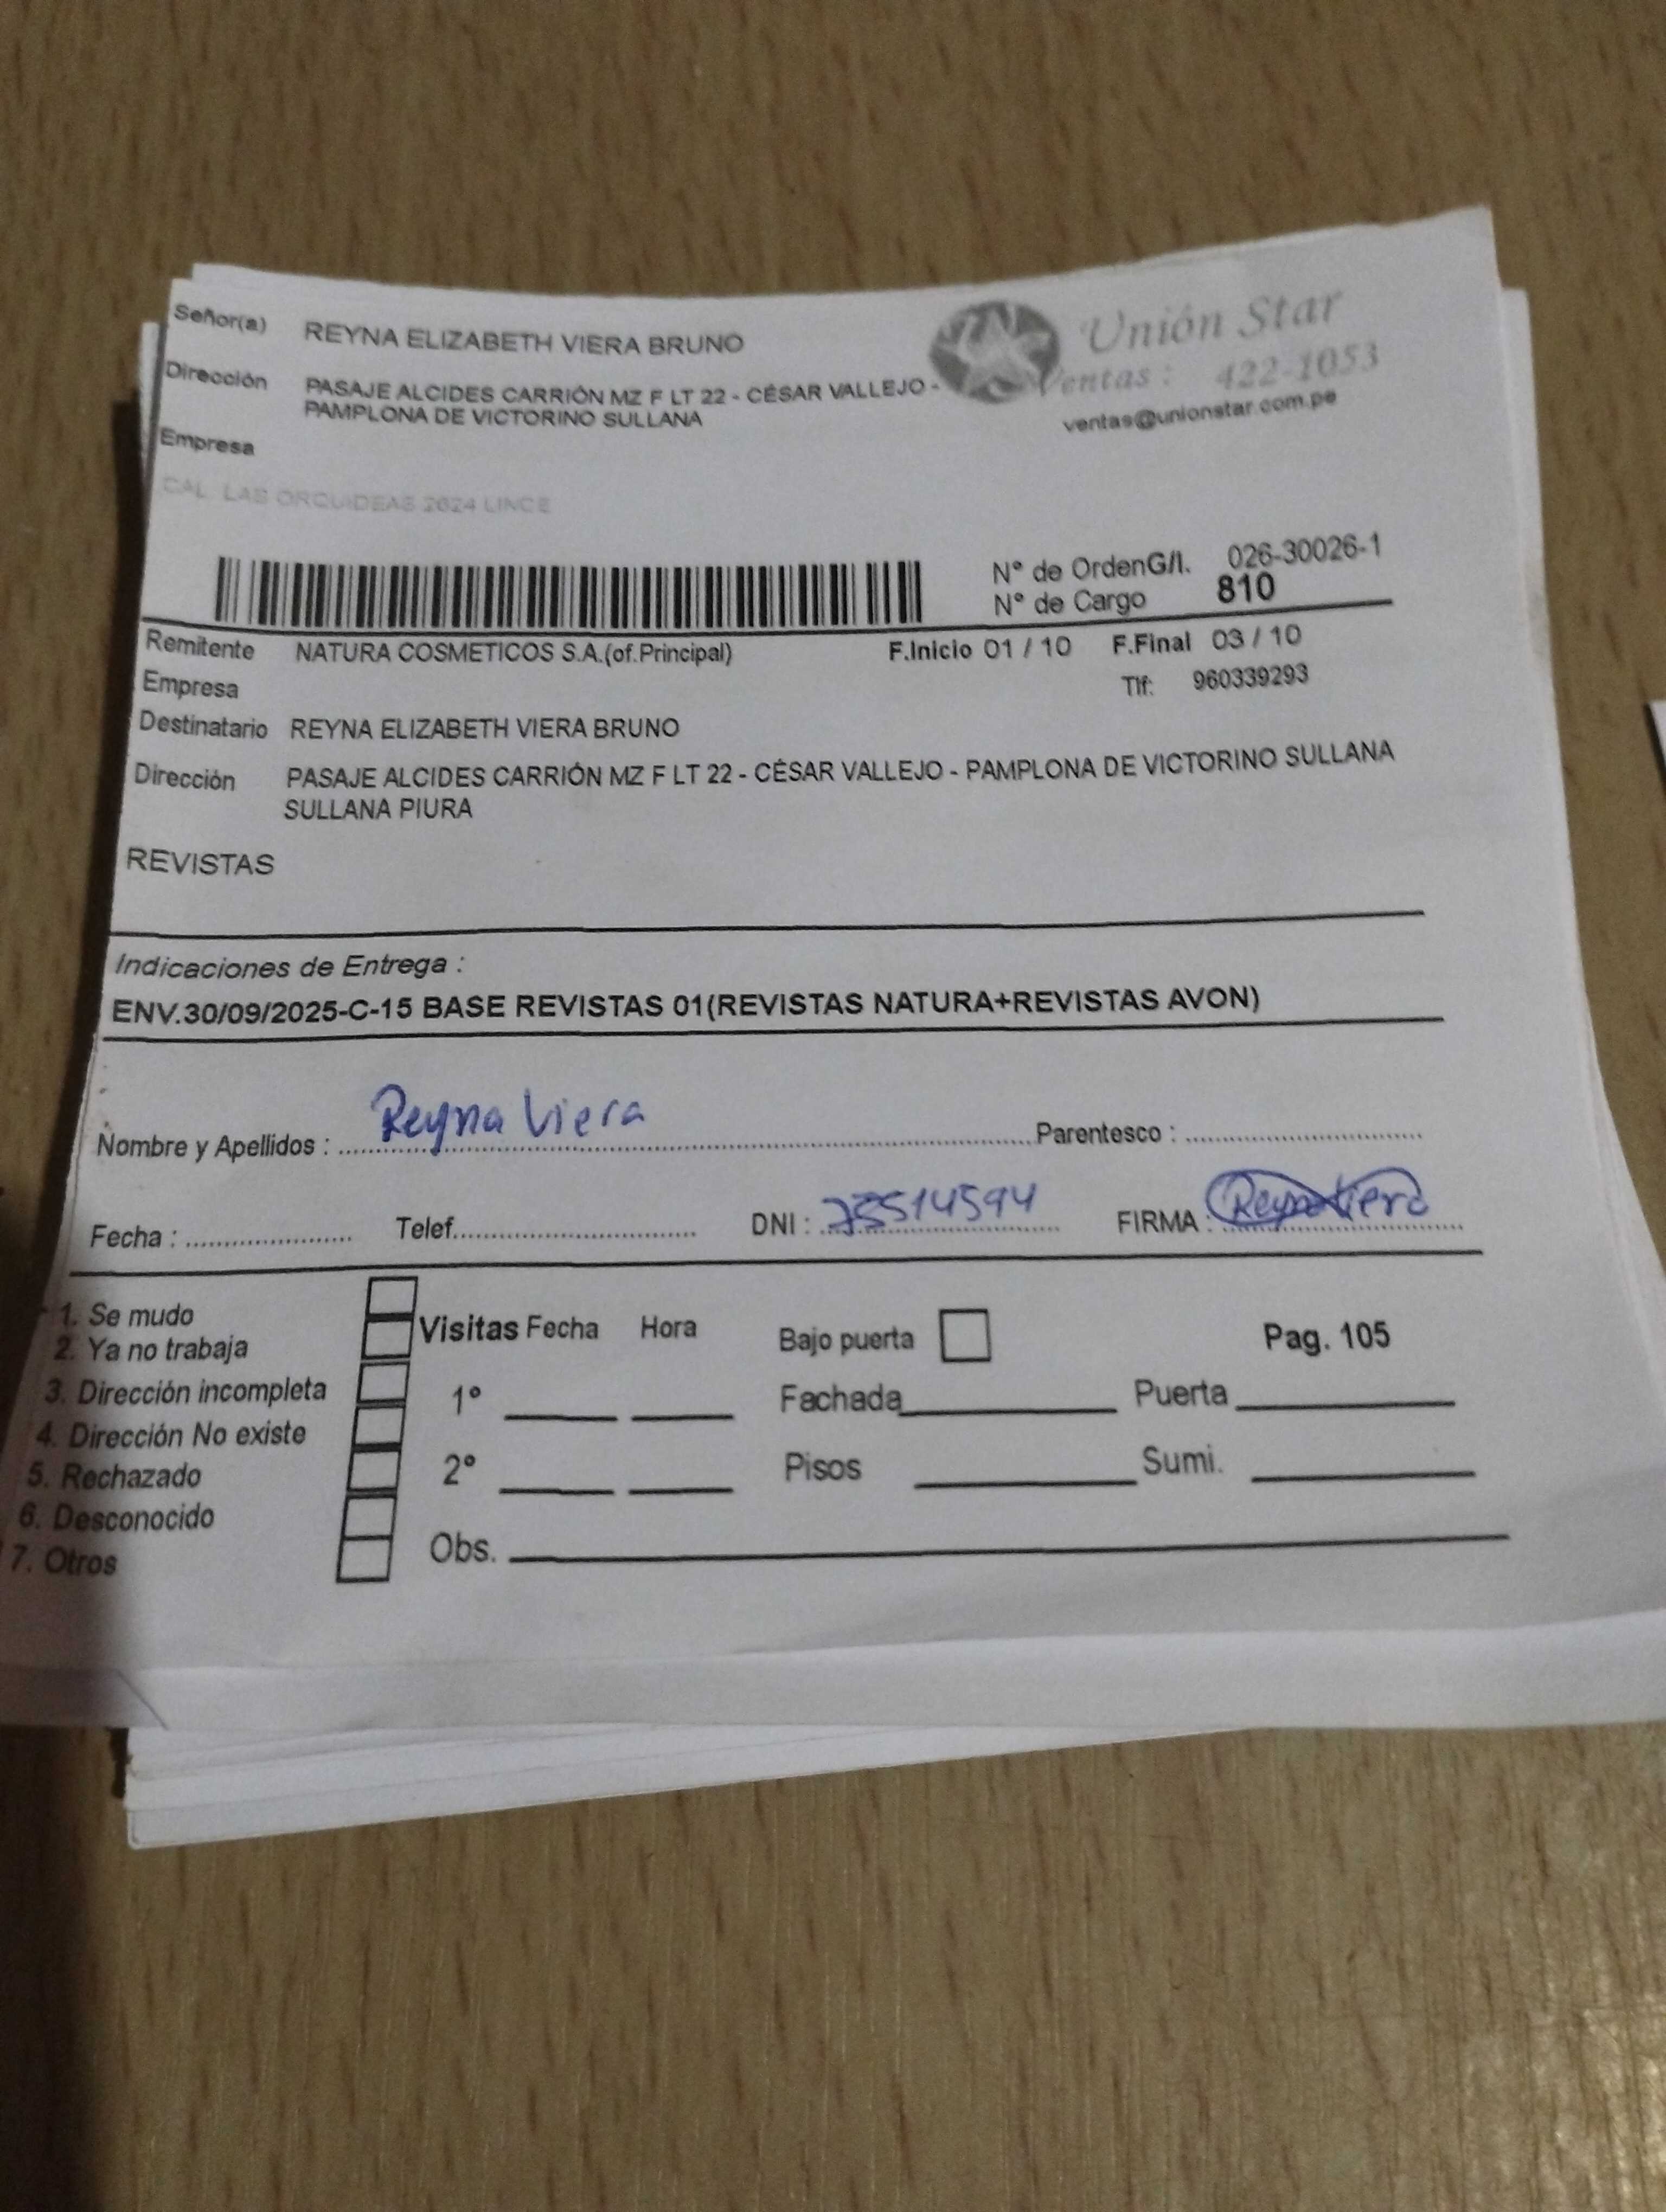 Señor(a) REYNA ELIZABETH VIERA BRUNO
Unión Star
Dirección PASAJE ALCIDES CARRIÓN MZ F LT 22 - CÉSAR VALLEJO -
PAMPLONA DE VICTORINO SULLANA
Ventas : 422-1053
ventas@unionstar.com.pe
Empresa
CAL. LAS ORQUIDEAS 2624 LINCE
N° de OrdenG/I. 026-30026-1
N° de Cargo 810
Remitente NATURA COSMETICOS S.A.(of.Principal) F.Inicio 01 / 10 F.Final 03 / 10
Empresa Tlf: 960339293
Destinatario REYNA ELIZABETH VIERA BRUNO
Dirección PASAJE ALCIDES CARRIÓN MZ F LT 22 - CÉSAR VALLEJO - PAMPLONA DE VICTORINO SULLANA
SULLANA PIURA
REVISTAS
Indicaciones de Entrega :
ENV.30/09/2025-C-15 BASE REVISTAS 01(REVISTAS NATURA+REVISTAS AVON)
Nombre y Apellidos : Reyna Viera Parentesco :
Fecha : Telef. DNI : FIRMA : Reyna Viera
1. Se mudo
2. Ya no trabaja
3. Dirección incompleta
4. Dirección No existe
5. Rechazado
6. Desconocido
7. Otros
Visitas Fecha Hora Bajo puerta Pag. 105
1° Fachada Puerta
2° Pisos Sumi.
Obs.